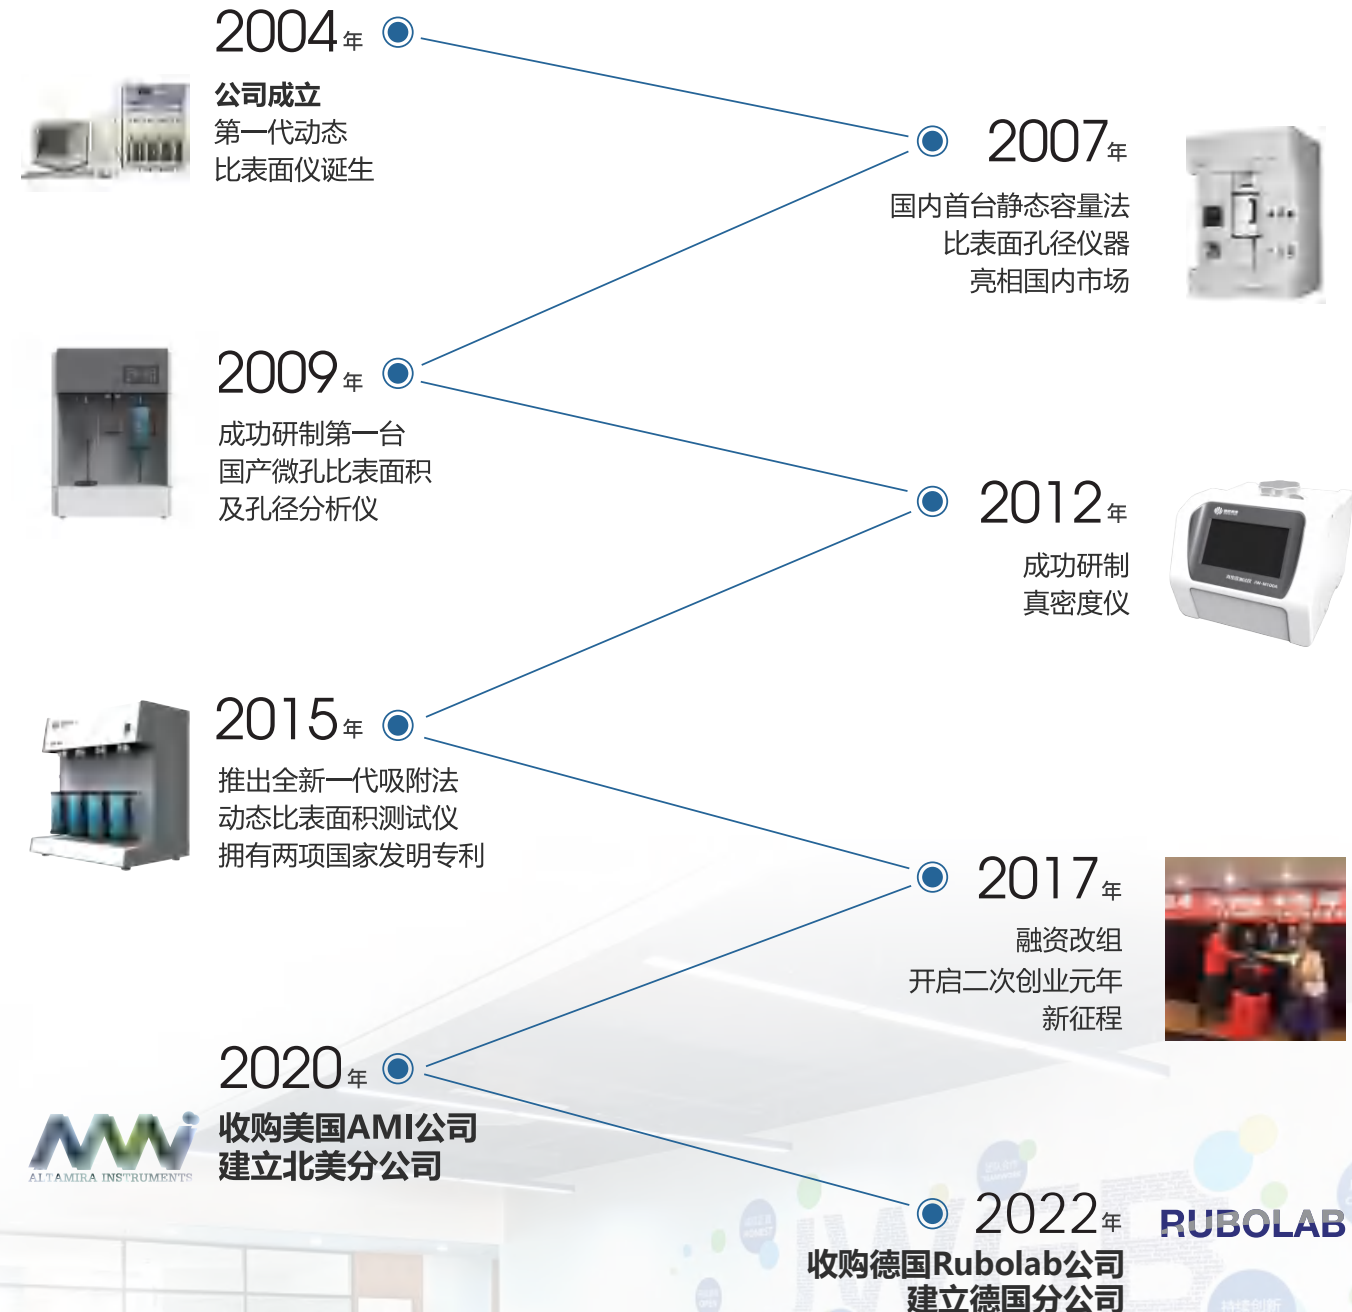 2004年
公司成立
第一代动态
比表面仪诞生
2007年
国内首台静态容量法
比表面孔径仪器
亮相国内市场
2009年
成功研制第一台
国产微孔比表面积
及孔径分析仪
2012年
成功研制
真密度仪
2015年
推出全新一代吸附法
动态比表面积测试仪
拥有两项国家发明专利
2017年
融资改组
开启二次创业元年
新征程
2020年
收购美国AMI公司
建立北美分公司
AMi
ALTAMIRA INSTRUMENTS
2022年
收购德国Rubolab公司
建立德国分公司
RUBOLAB
持续创新